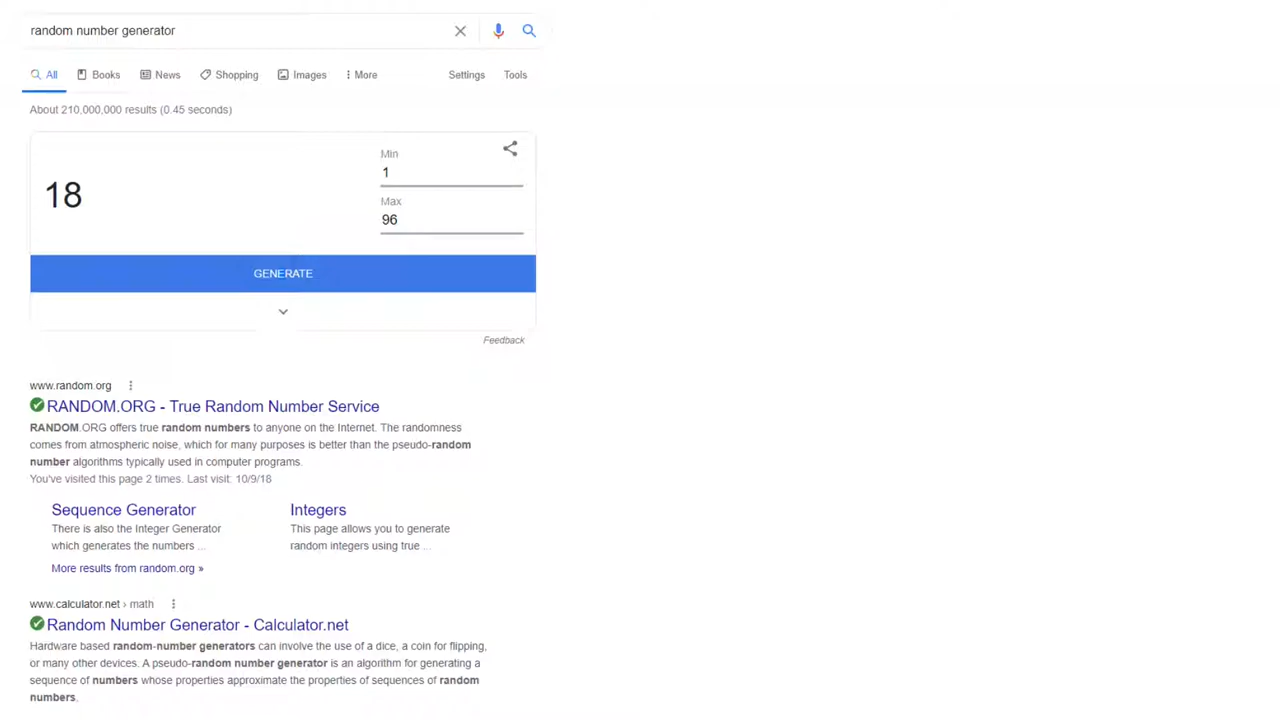 random number generator
All Books News Shopping Images More Settings Tools
About 210,000,000 results (0.45 seconds)
18
Min
1
Max
96
GENERATE
Feedback
www.random.org
RANDOM.ORG - True Random Number Service
RANDOM.ORG offers true random numbers to anyone on the Internet. The randomness
comes from atmospheric noise, which for many purposes is better than the pseudo-random
number algorithms typically used in computer programs.
You've visited this page 2 times. Last visit: 10/9/18
Sequence Generator Integers
There is also the Integer Generator This page allows you to generate
which generates the numbers ... random integers using true ...
More results from random.org »
www.calculator.net › math
Random Number Generator - Calculator.net
Hardware based random-number generators can involve the use of a dice, a coin for flipping,
or many other devices. A pseudo-random number generator is an algorithm for generating a
sequence of numbers whose properties approximate the properties of sequences of random
numbers.